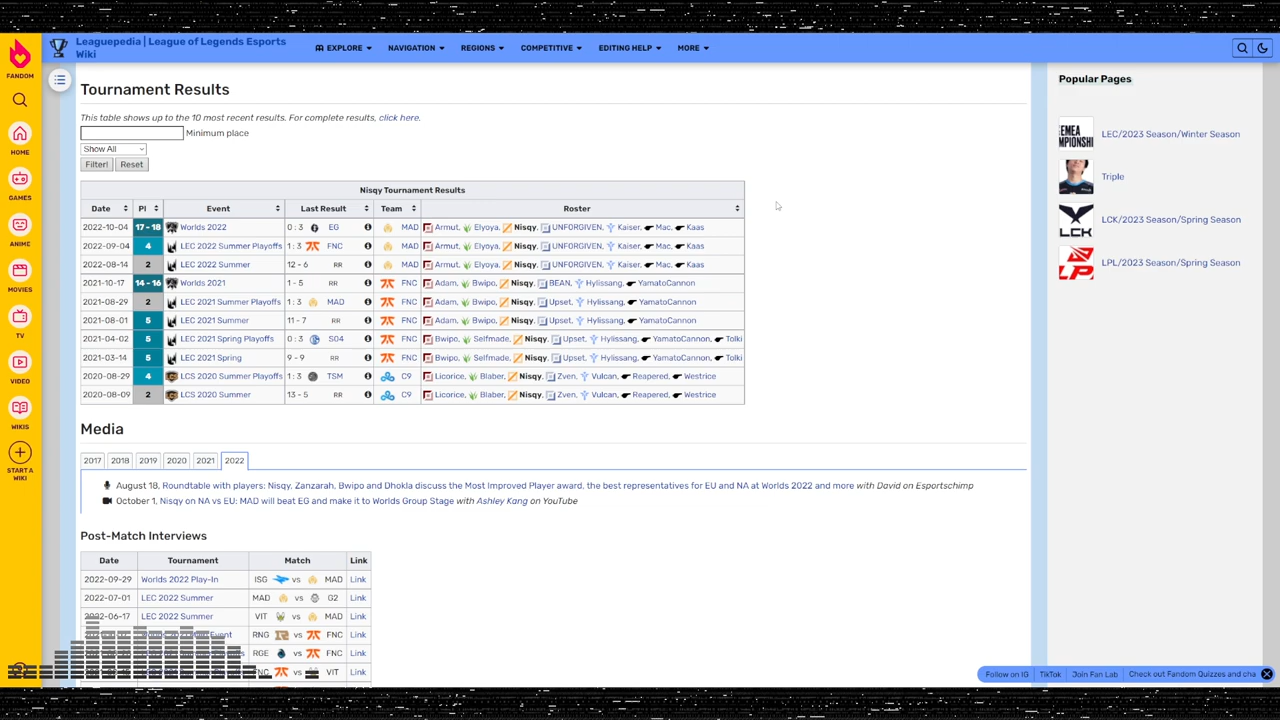 Leaguepedia | League of Legends Esports
Wiki
EXPLORE NAVIGATION REGIONS COMPETITIVE EDITING HELP MORE
FANDOM
HOME
GAMES
ANIME
MOVIES
TV
VIDEO
WIKIS
START A
WIKI
Tournament Results
This table shows up to the 10 most recent results. For complete results, click here.
Minimum place
Show All
Filter! Reset
Nisqy Tournament Results
Date Pl Event Last Result Team Roster
2022-10-04 17 - 18 Worlds 2022 0 : 3 EG MAD Armut, Elyoya, Nisqy, UNFORGIVEN, Kaiser, Mac, Kaas
2022-09-04 4 LEC 2022 Summer Playoffs 1 : 3 FNC MAD Armut, Elyoya, Nisqy, UNFORGIVEN, Kaiser, Mac, Kaas
2022-08-14 2 LEC 2022 Summer 12 - 6 RR MAD Armut, Elyoya, Nisqy, UNFORGIVEN, Kaiser, Mac, Kaas
2021-10-17 14 - 16 Worlds 2021 1 - 5 RR FNC Adam, Bwipo, Nisqy, BEAN, Hylissang, YamatoCannon
2021-08-29 2 LEC 2021 Summer Playoffs 1 : 3 MAD FNC Adam, Bwipo, Nisqy, Upset, Hylissang, YamatoCannon
2021-08-01 5 LEC 2021 Summer 11 - 7 RR FNC Adam, Bwipo, Nisqy, Upset, Hylissang, YamatoCannon
2021-04-02 5 LEC 2021 Spring Playoffs 0 : 3 S04 FNC Bwipo, Selfmade, Nisqy, Upset, Hylissang, YamatoCannon, Tolki
2021-03-14 5 LEC 2021 Spring 9 - 9 RR FNC Bwipo, Selfmade, Nisqy, Upset, Hylissang, YamatoCannon, Tolki
2020-08-29 4 LCS 2020 Summer Playoffs 1 : 3 TSM C9 Licorice, Blaber, Nisqy, Zven, Vulcan, Reapered, Westrice
2020-08-09 2 LCS 2020 Summer 13 - 5 RR C9 Licorice, Blaber, Nisqy, Zven, Vulcan, Reapered, Westrice
Media
2017 2018 2019 2020 2021 2022
August 18, Roundtable with players: Nisqy, Zanzarah, Bwipo and Dhokla discuss the Most Improved Player award, the best representatives for EU and NA at Worlds 2022 and more with David on Esportschimp
October 1, Nisqy on NA vs EU: MAD will beat EG and make it to Worlds Group Stage with Ashley Kang on YouTube
Post-Match Interviews
Date Tournament Match Link
2022-09-29 Worlds 2022 Play-In ISG vs MAD Link
2022-07-01 LEC 2022 Summer MAD vs G2 Link
2022-06-17 LEC 2022 Summer VIT vs MAD Link
RNG vs FNC Link
RGE vs FNC Link
FNC vs VIT Link
Popular Pages
LEC/2023 Season/Winter Season
Triple
LCK/2023 Season/Spring Season
LCK
LPL/2023 Season/Spring Season
Follow on IG TikTok Join Fan Lab Check out Fandom Quizzes and cha